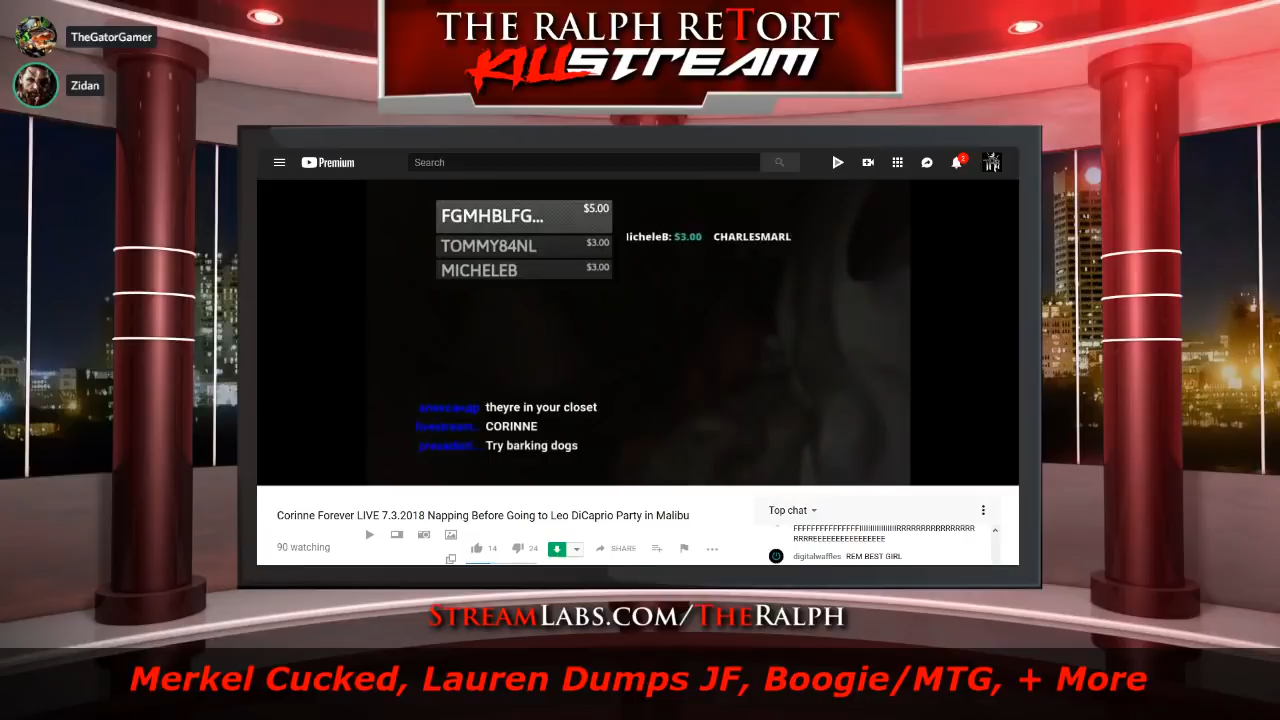 TheGatorGamer
Zidan
THE RALPH RETORT
KILLSTREAM
Premium
Search
2
FGMHBLFG... $5.00
TOMMY84NL $3.00
MICHELEB $3.00
icheleB: $3.00 CHARLESMARL
theyre in your closet
CORINNE
Try barking dogs
Corinne Forever LIVE 7.3.2018 Napping Before Going to Leo DiCaprio Party in Malibu
90 watching
14
24
SHARE
Top chat
digitalwaffles REM BEST GIRL
STREAMLABS.COM/THERALPH
Merkel Cucked, Lauren Dumps JF, Boogie/MTG, + More